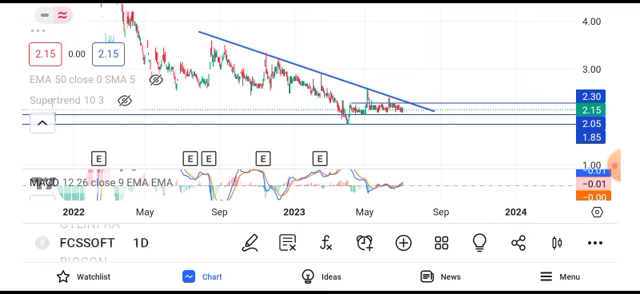 4.00
2.15 0.00 2.15
EMA 50 close 0 SMA 5
3.00
Supertrend 10 3
2.30
2.15
2.05
1.85
E E E E E
1.00
MACD 12 26 close 9 EMA EMA
−0.01
−0.01
−0.00
2022 May Sep 2023 May Sep 2024
FCSSOFT 1D
Watchlist Chart Ideas News Menu